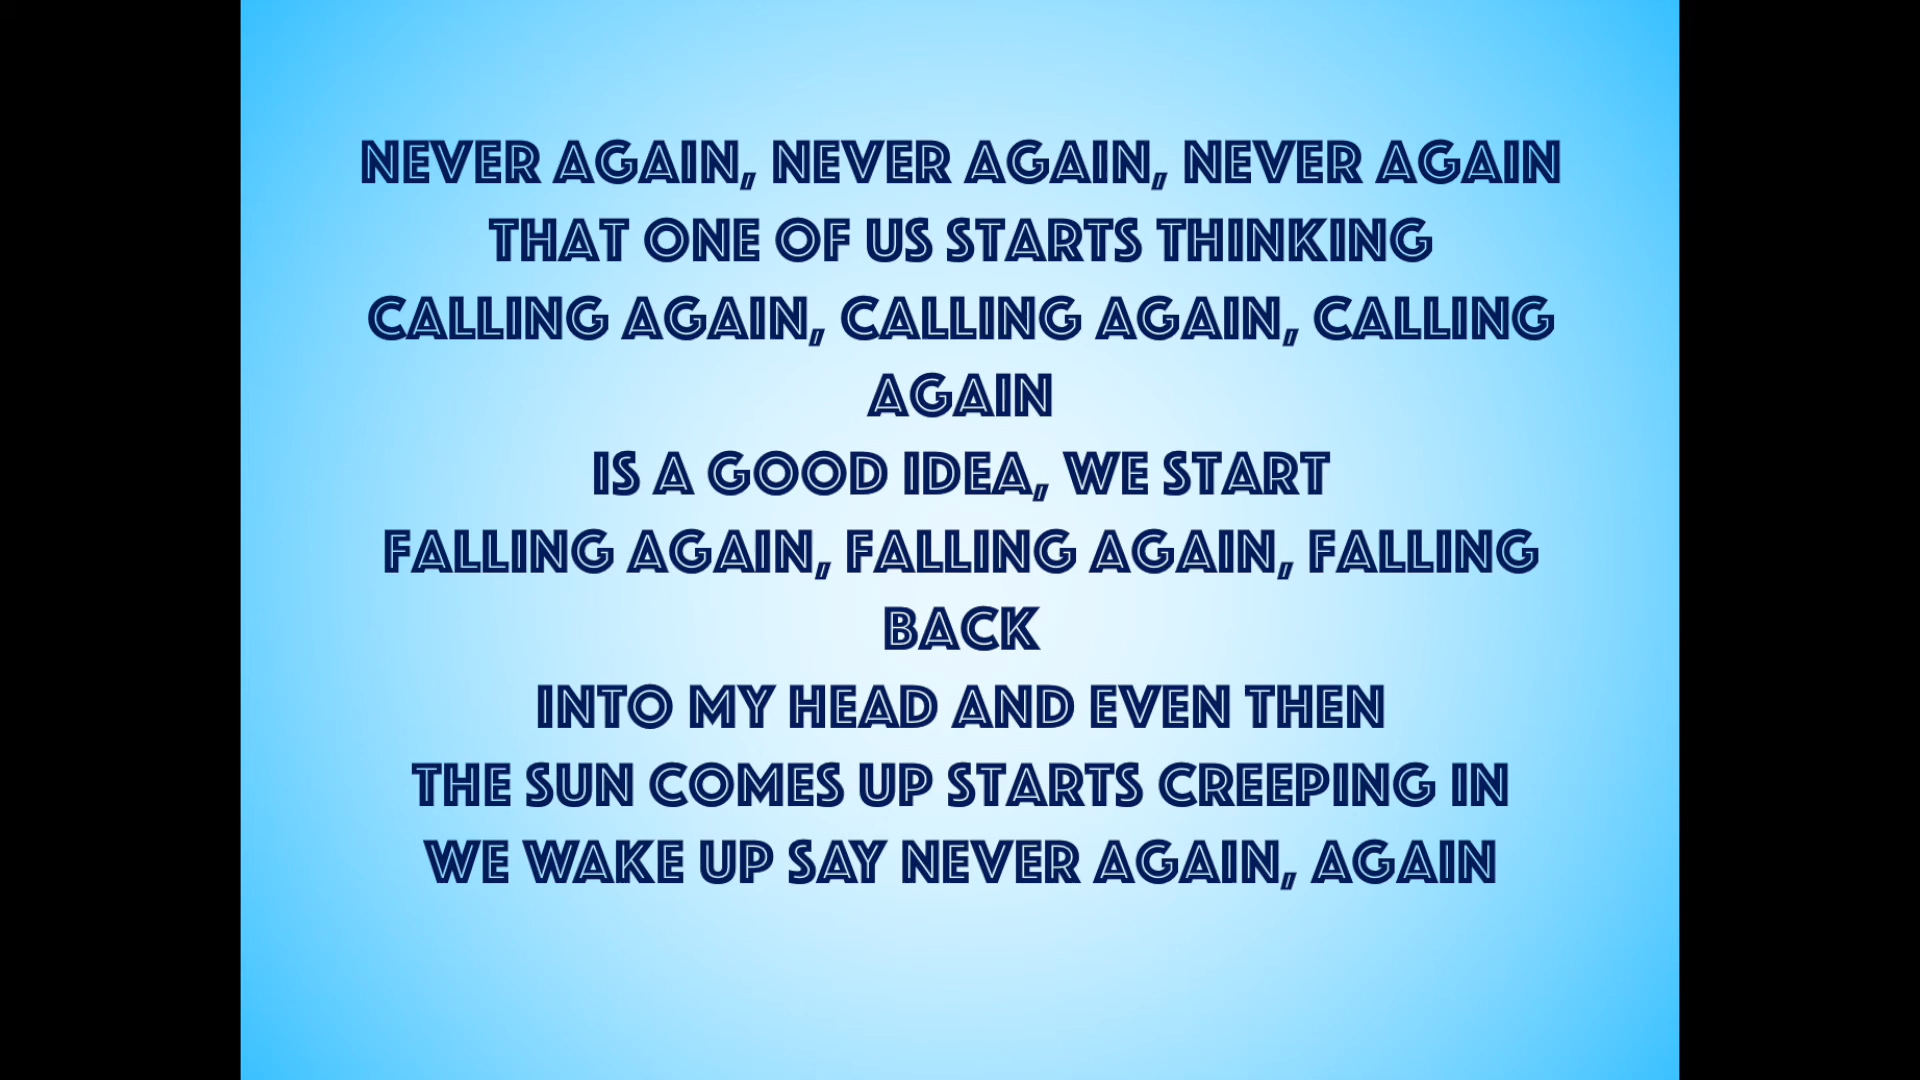 NEVER AGAIN, NEVER AGAIN, NEVER AGAIN
THAT ONE OF US STARTS THINKING
CALLING AGAIN, CALLING AGAIN, CALLING
AGAIN
IS A GOOD IDEA, WE START
FALLING AGAIN, FALLING AGAIN, FALLING
BACK
INTO MY HEAD AND EVEN THEN
THE SUN COMES UP STARTS CREEPING IN
WE WAKE UP SAY NEVER AGAIN, AGAIN